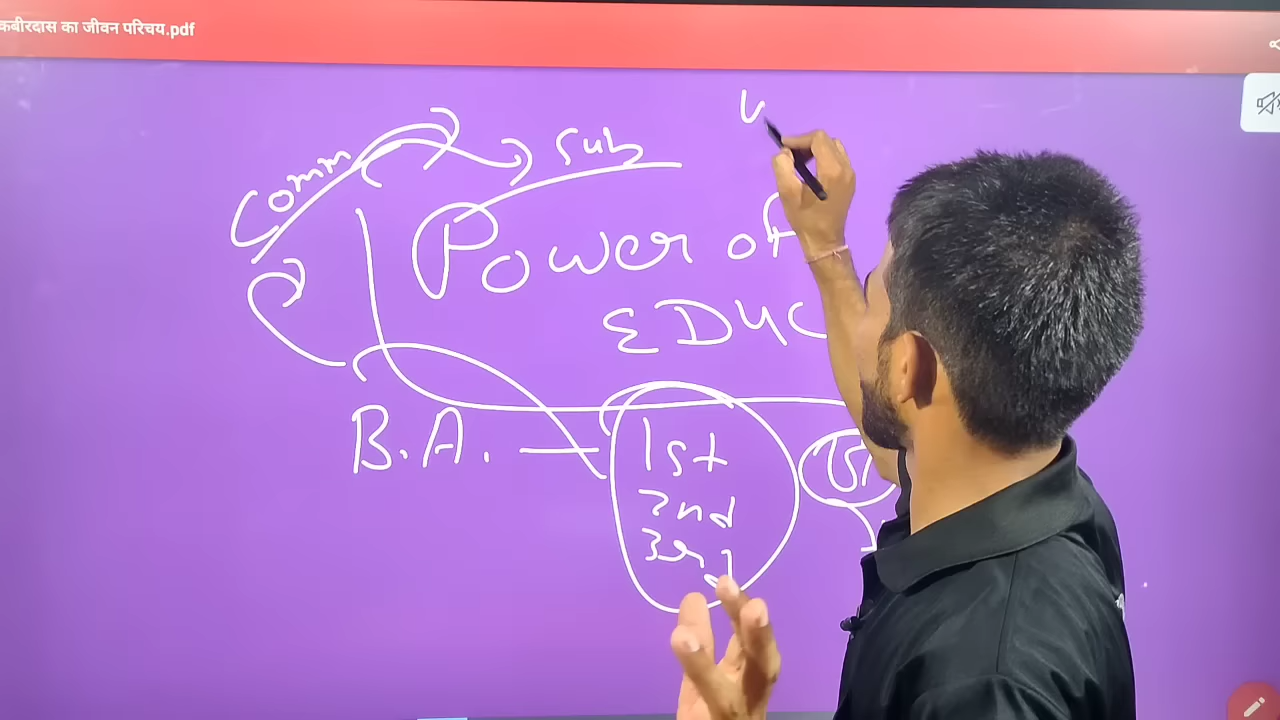 कबीरदास का जीवन परिचय.pdf
Comm
Sub
Power of
EDUC
B.A. — 1st
2nd
3rd